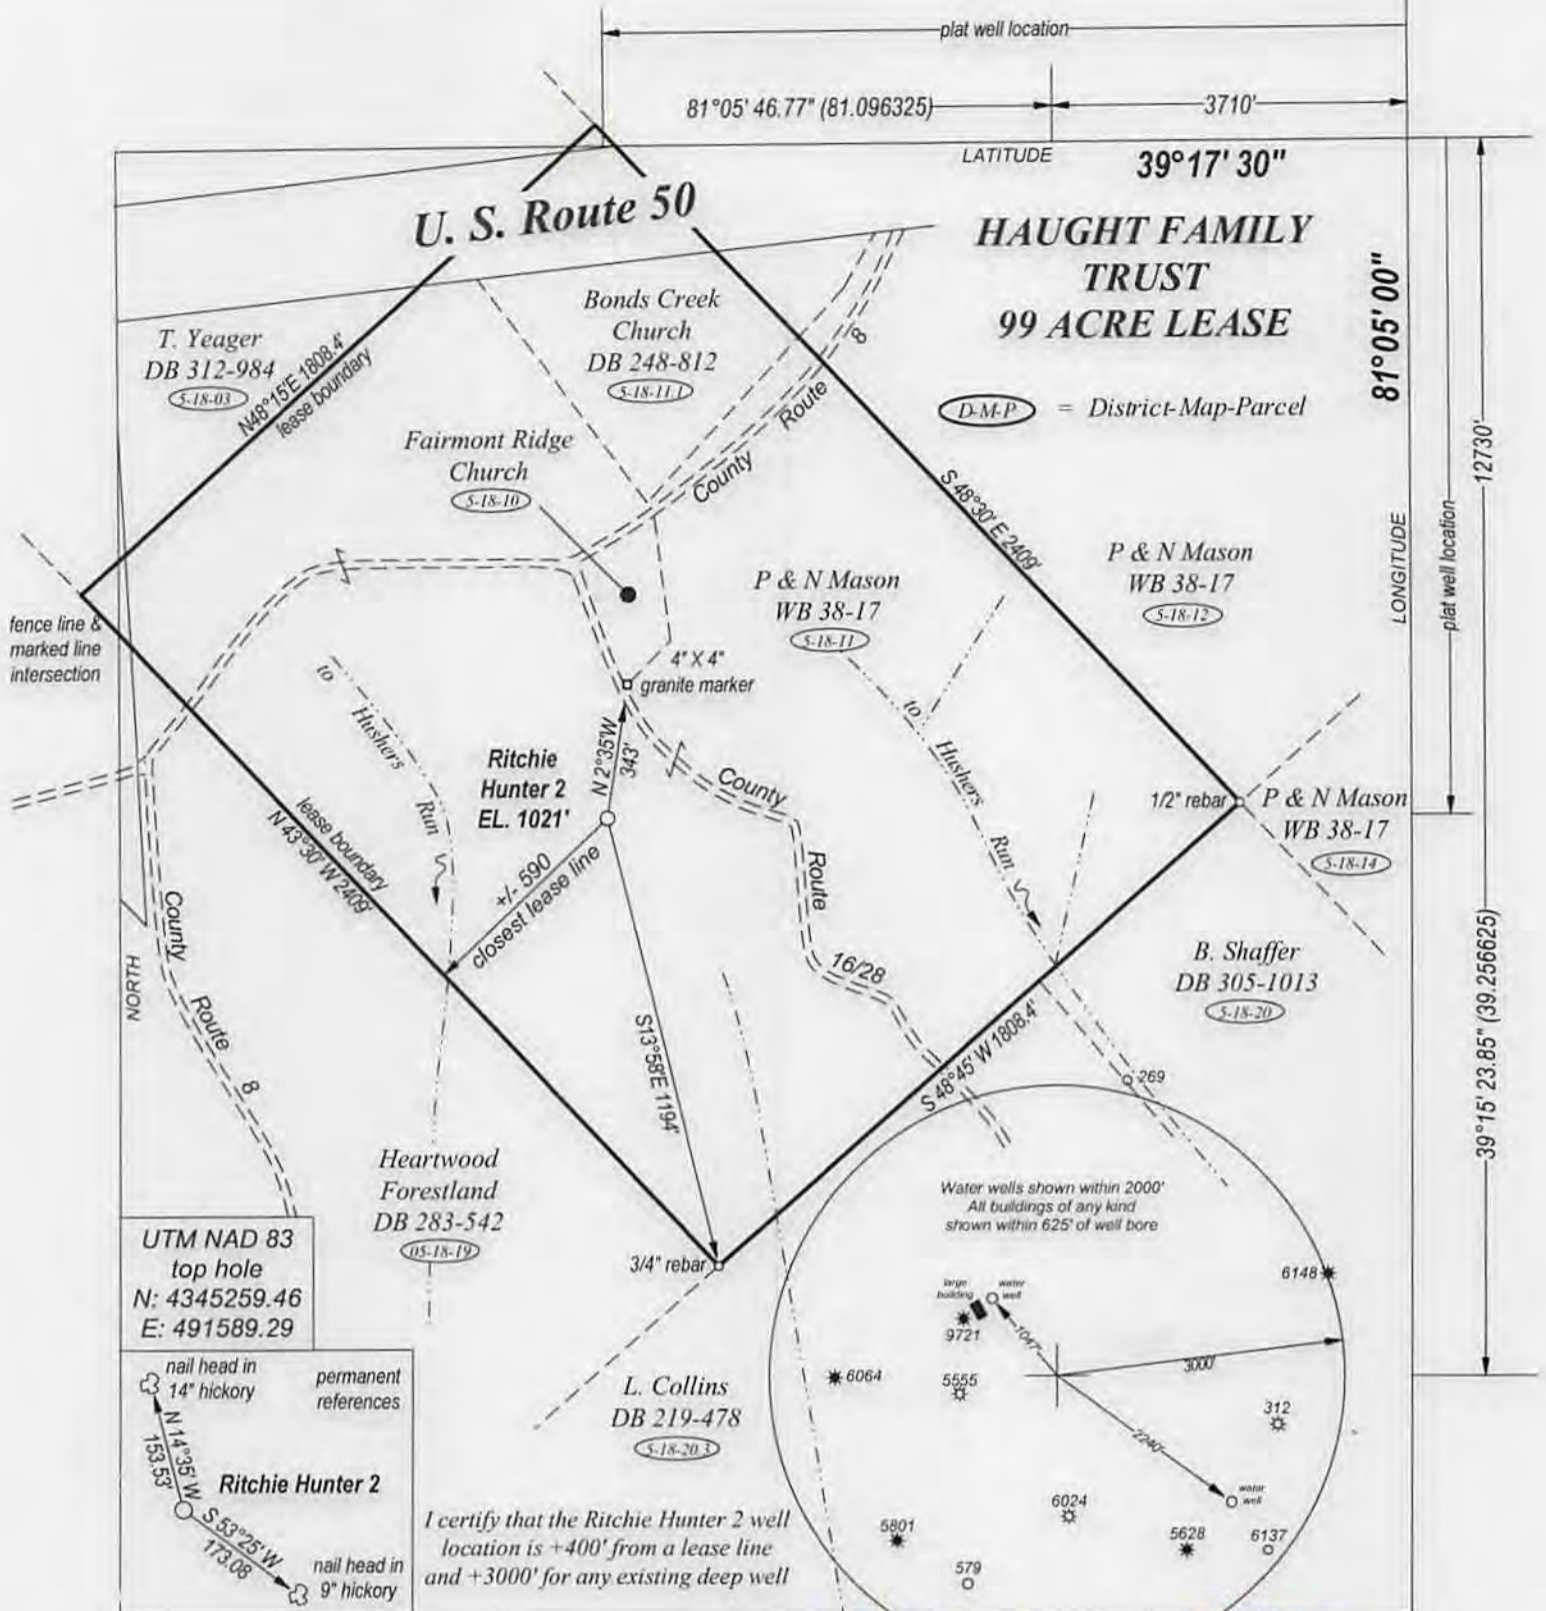 plat well location
81°05' 46.77" (81.096325)
3710'
LATITUDE
39°17' 30"
U. S. Route 50
HAUGHT FAMILY
TRUST
99 ACRE LEASE
81°05' 00"
LONGITUDE
D-M-P = District-Map-Parcel
12730'
plat well location
39°15' 23.85" (39.256625)
T. Yeager
DB 312-984
5-18-03
N48°15'E 1808.4'
lease boundary
Bonds Creek
Church
DB 248-812
5-18-11.1
Fairmont Ridge
Church
5-18-10
County
Route
8
S 48°30' E 2409'
P & N Mason
WB 38-17
5-18-11
P & N Mason
WB 38-17
5-18-12
fence line &
marked line
intersection
4" X 4"
granite marker
to
Hushers
Run
Ritchie
Hunter 2
EL. 1021'
N 2°35'W
343'
to
Hushers
Run
County
Route
16/28
1/2" rebar
P & N Mason
WB 38-17
5-18-14
lease boundary
N 43°30' W 2409'
+/- 590
closest lease line
S13°58'E 1194'
NORTH
County
Route
8
B. Shaffer
DB 305-1013
5-18-20
S 48°45' W 1808.4'
269
Heartwood
Forestland
DB 283-542
05-18-19
3/4" rebar
Water wells shown within 2000'
All buildings of any kind
shown within 625' of well bore
UTM NAD 83
top hole
N: 4345259.46
E: 491589.29
large
building
water
well
9721
1047'
6148
3000'
6064
5555
312
2240'
water
well
6024
5801
5628
6137
579
L. Collins
DB 219-478
5-18-20.3
nail head in
14" hickory
permanent
references
N 14°35' W
153.53'
Ritchie Hunter 2
S 53°25' W
173.08
nail head in
9" hickory
I certify that the Ritchie Hunter 2 well
location is +400' from a lease line
and +3000' for any existing deep well